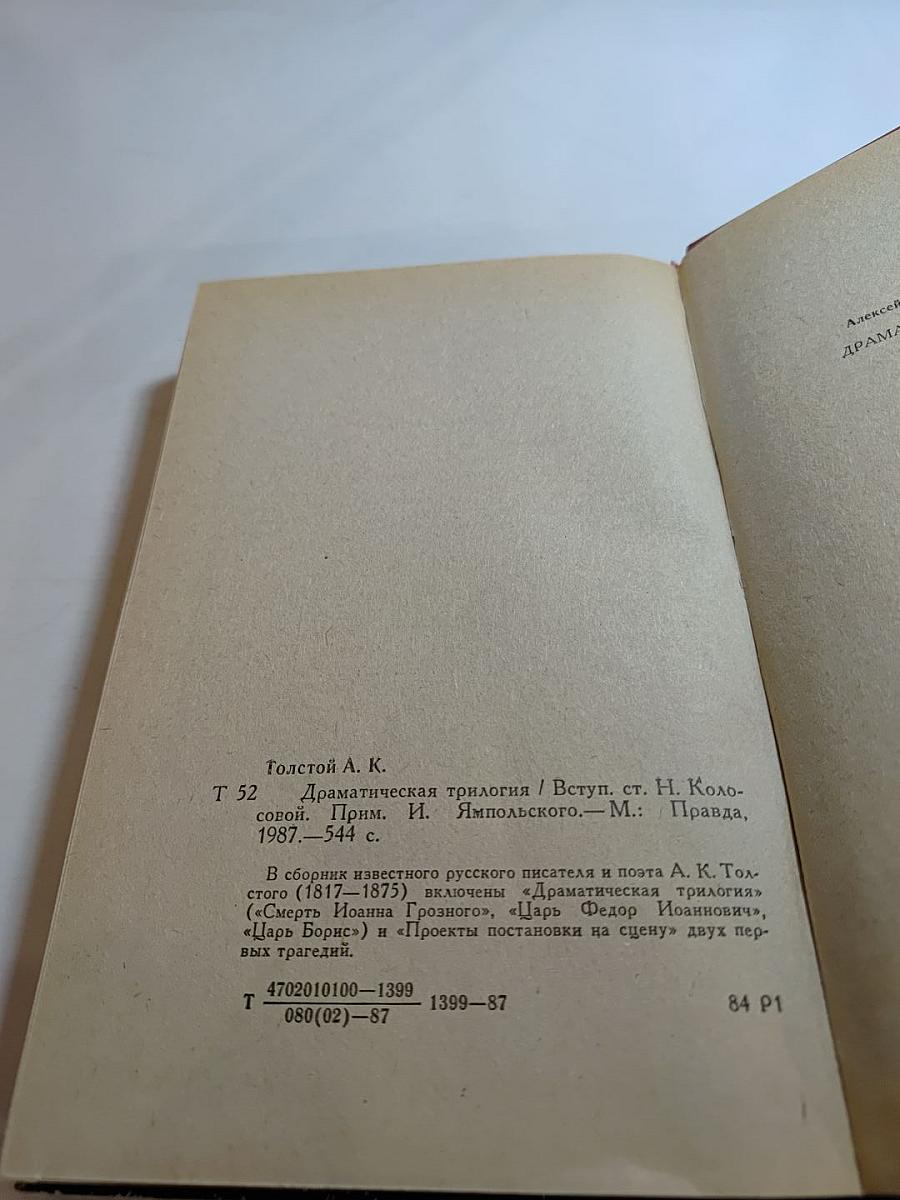 Толстой А. К.
Т 52 Драматическая трилогия / Вступ. ст. Н. Коло-
совой. Прим. И. Ямпольского.— М.: Правда,
1987.—544 с.
В сборник известного русского писателя и поэта А. К. Тол-
стого (1817—1875) включены «Драматическая трилогия»
(«Смерть Иоанна Грозного», «Царь Федор Иоаннович»,
«Царь Борис») и «Проекты постановки на сцену» двух пер-
вых трагедий.
Т 4702010100—1399 1399—87 84 Р1
080(02)—87
Алексей
ДРАМА